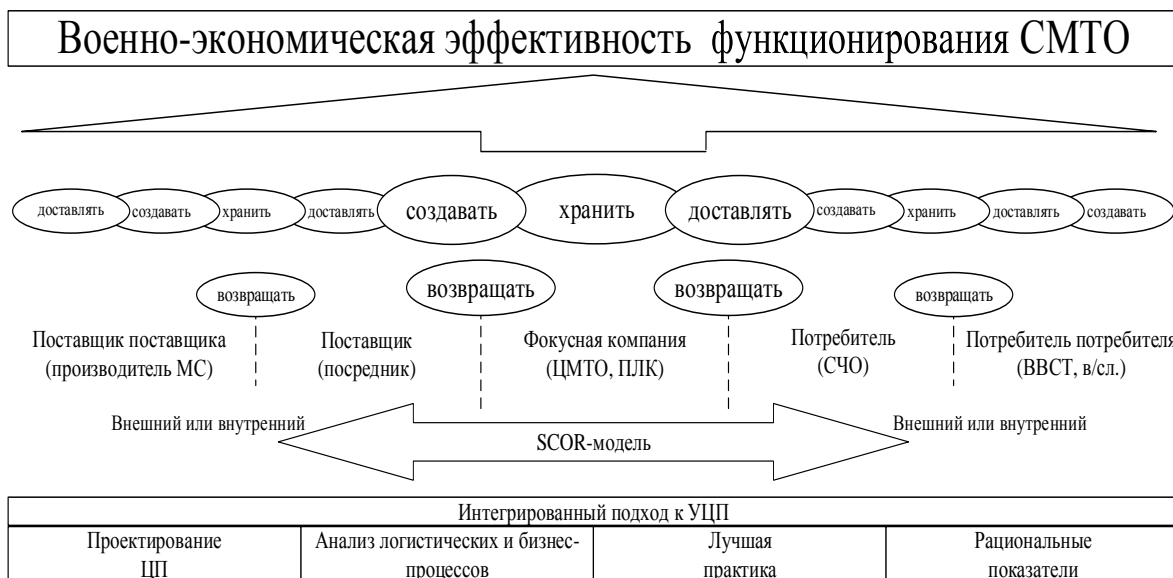 Военно-экономическая эффективность функционирования СМТО
доставлять создавать хранить доставлять создавать хранить доставлять создавать хранить доставлять создавать
возвращать возвращать возвращать возвращать
Поставщик поставщика
(производитель МС)
Поставщик
(посредник)
Фокусная компания
(ЦМТО, ПЛК)
Потребитель
(СЧО)
Потребитель потребителя
(ВВСТ, в/сл.)
Внешний или внутренний
SCOR-модель
Внешний или внутренний
Интегрированный подход к УЦП
Проектирование
ЦП
Анализ логистических и бизнес-
процессов
Лучшая
практика
Рациональные
показатели